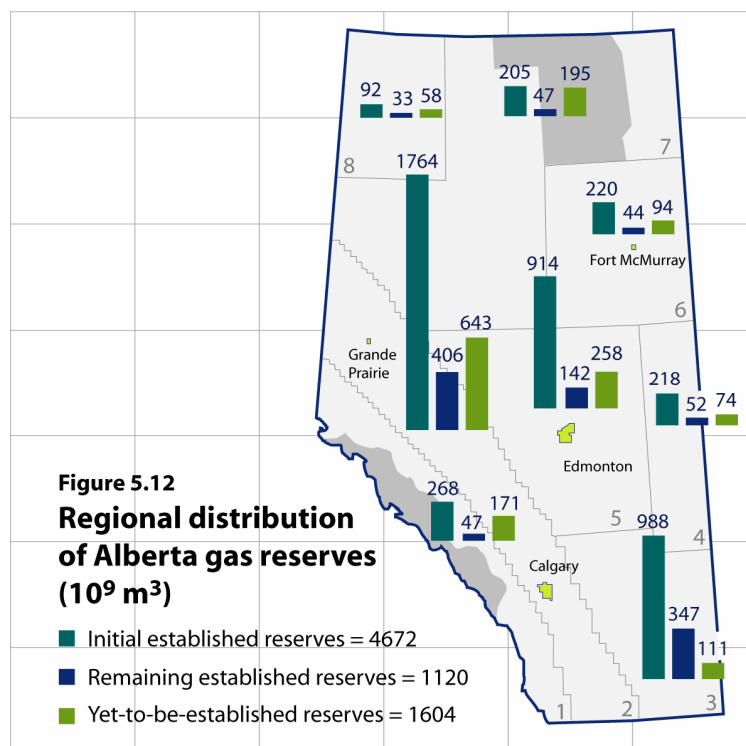 205
195
92
33
58
47
7
1764
8
220
44
94
Fort McMurray
914
6
643
406
Grande
Prairie
258
142
218
52
74
Edmonton
Figure 5.12
Regional distribution
of Alberta gas reserves
(10⁹ m³)
268
47
171
5
988
4
Calgary
347
111
Initial established reserves = 4672
Remaining established reserves = 1120
Yet-to-be-established reserves = 1604
1
2
3